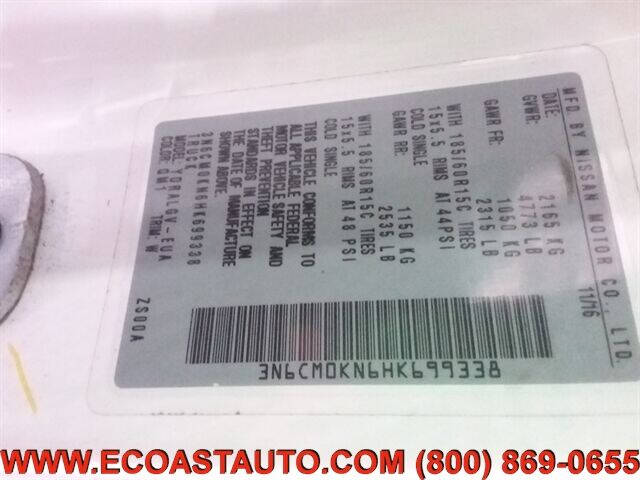 MFD BY NISSAN MOTOR CO., LTD.
DATE: 11/16
GVWR: 2165 KG
4773 LB
GAWR FR: 1050 KG
2315 LB
WITH 185/60R15C TIRES
15x5.5 RIMS AT 44PSI
COLD SINGLE
GAWR RR: 1150 KG
2535 LB
WITH 185/60R15C TIRES
15x5.5 RIMS AT 48 PSI
COLD SINGLE
THIS VEHICLE CONFORMS TO
ALL APPLICABLE FEDERAL
MOTOR VEHICLE SAFETY AND
THEFT PREVENTION
STANDARDS IN EFFECT ON
THE DATE OF MANUFACTURE
SHOWN ABOVE.
3N6CM0KN6HK699338
TRUCK
MODEL YGRALGY-EUA
COLOR QM1 TRIM: W
ZS00A
3N6CM0KN6HK699338
WWW.ECOASTAUTO.COM (800) 869-0655